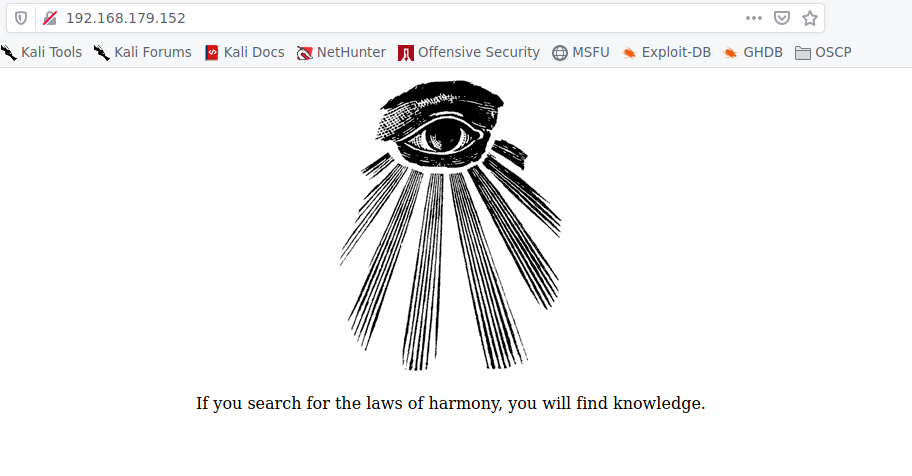 192.168.179.152
Kali Tools Kali Forums Kali Docs NetHunter Offensive Security MSFU Exploit-DB GHDB OSCP
If you search for the laws of harmony, you will find knowledge.